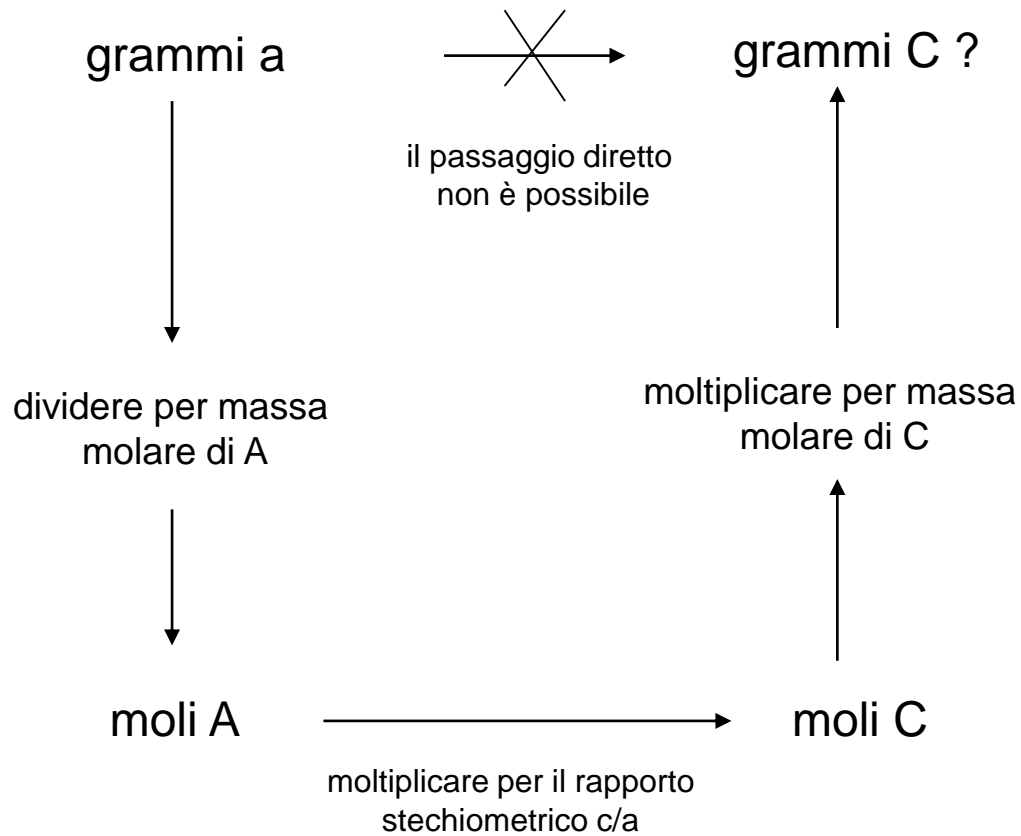 grammi a
grammi C ?
il passaggio diretto
non è possibile
dividere per massa
molare di A
moltiplicare per massa
molare di C
moli A
moli C
moltiplicare per il rapporto
stechiometrico c/a